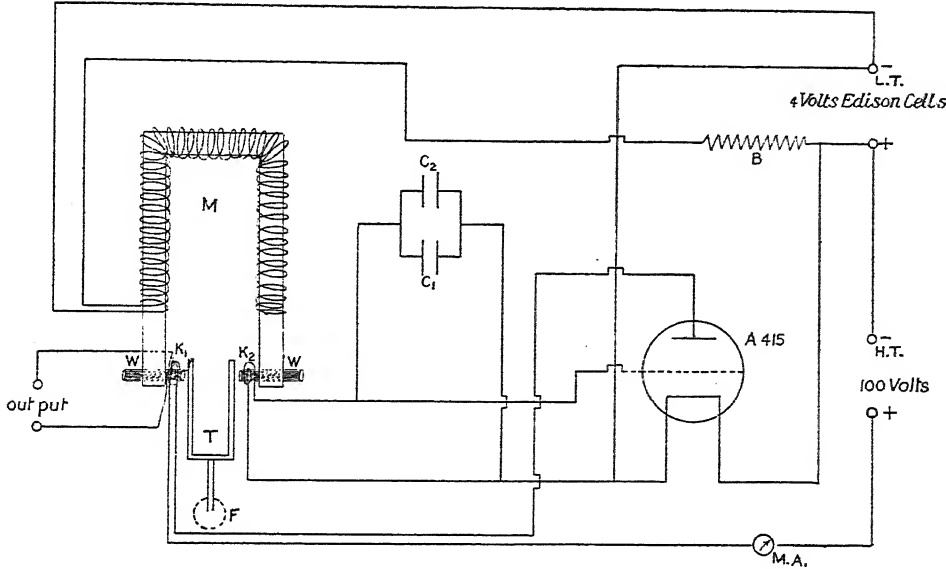 −
L.T.
4 Volts Edison Cells
+
B
M
C₂
C₁
A 415
−
H.T.
100 Volts
+
W
K₁
K₂
W
out put
T
F
M.A.